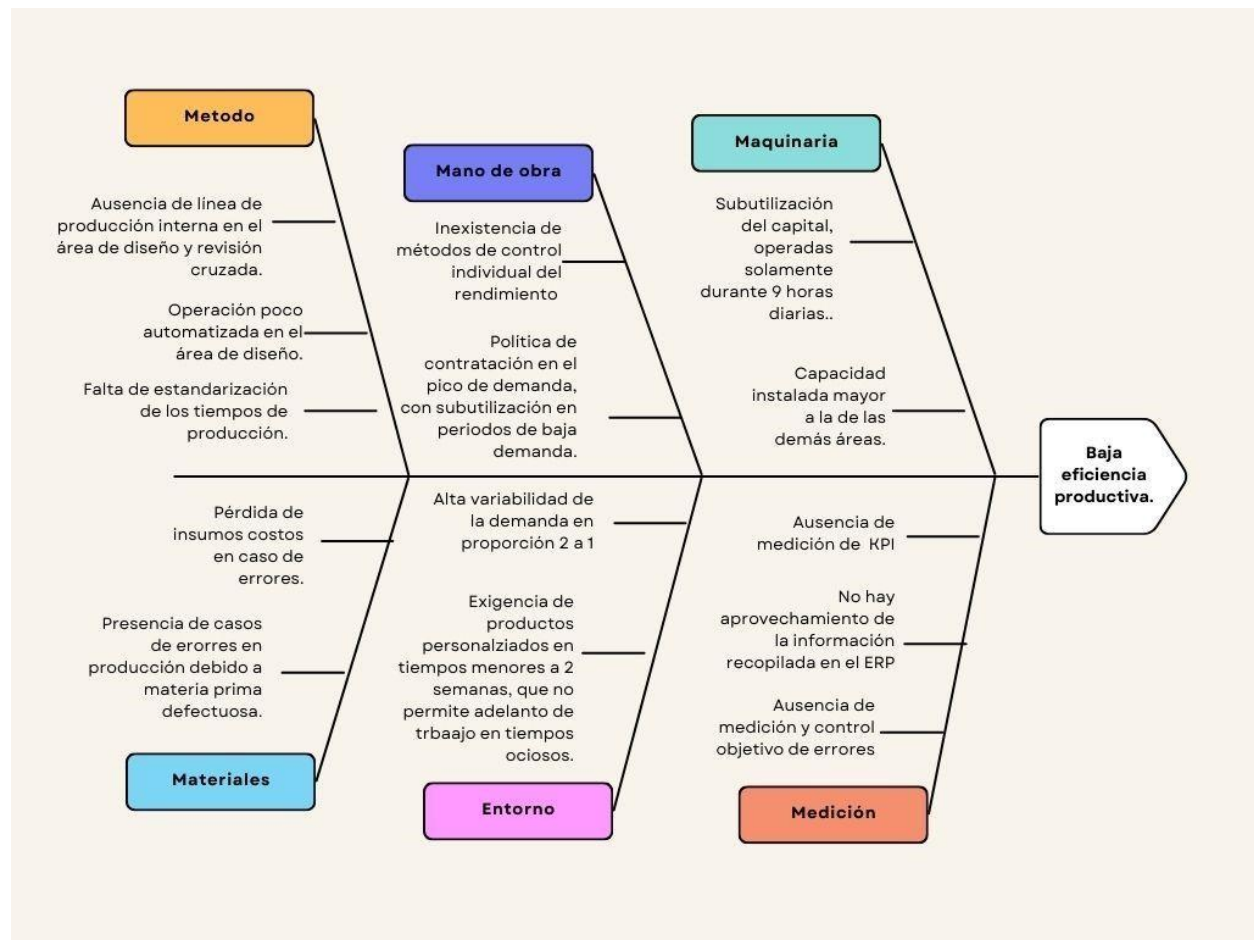 Metodo
Ausencia de línea de
producción interna en el
área de diseño y revisión
cruzada.
Operación poco
automatizada en el
área de diseño.
Falta de estandarización
de los tiempos de
producción.
Mano de obra
Inexistencia de
métodos de control
individual del
rendimiento
Política de
contratación en el
pico de demanda,
con subutilización en
periodos de baja
demanda.
Maquinaria
Subutilización
del capital,
operadas
solamente
durante 9 horas
diarias..
Capacidad
instalada mayor
a la de las
demás áreas.
Baja
eficiencia
productiva.
Pérdida de
insumos costos
en caso de
errores.
Presencia de casos
de erorres en
producción debido a
materia prima
defectuosa.
Materiales
Alta variabilidad de
la demanda en
proporción 2 a 1
Exigencia de
productos
personalziados en
tiempos menores a 2
semanas, que no
permite adelanto de
trbaajo en tiempos
ociosos.
Entorno
Ausencia de
medición de KPI
No hay
aprovechamiento de
la información
recopilada en el ERP
Ausencia de
medición y control
objetivo de errores
Medición